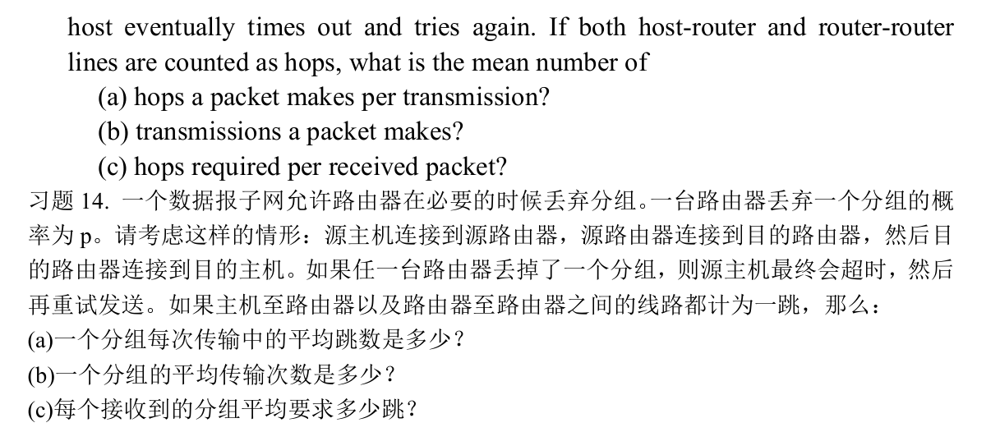 host eventually times out and tries again. If both host-router and router-router
lines are counted as hops, what is the mean number of
(a) hops a packet makes per transmission?
(b) transmissions a packet makes?
(c) hops required per received packet?
习题 14. 一个数据报子网允许路由器在必要的时候丢弃分组。一台路由器丢弃一个分组的概
率为 p。请考虑这样的情形：源主机连接到源路由器，源路由器连接到目的路由器，然后目
的路由器连接到目的主机。如果任一台路由器丢掉了一个分组，则源主机最终会超时，然后
再重试发送。如果主机至路由器以及路由器至路由器之间的线路都计为一跳，那么：
(a)一个分组每次传输中的平均跳数是多少？
(b)一个分组的平均传输次数是多少？
(c)每个接收到的分组平均要求多少跳？